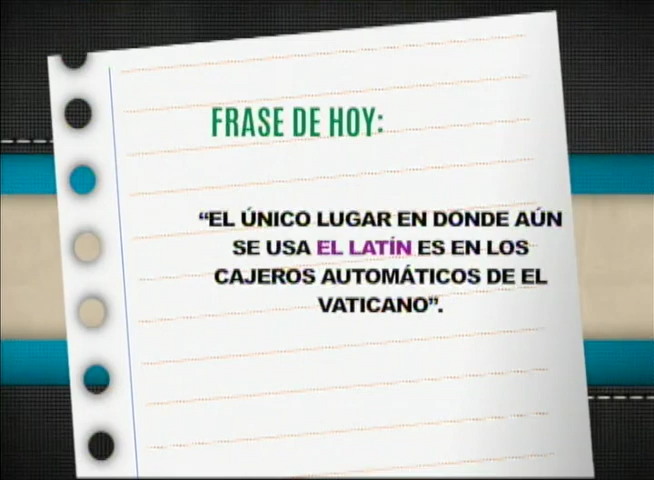 FRASE DE HOY:
“EL ÚNICO LUGAR EN DONDE AÚN
SE USA EL LATÍN ES EN LOS
CAJEROS AUTOMÁTICOS DE EL
VATICANO”.